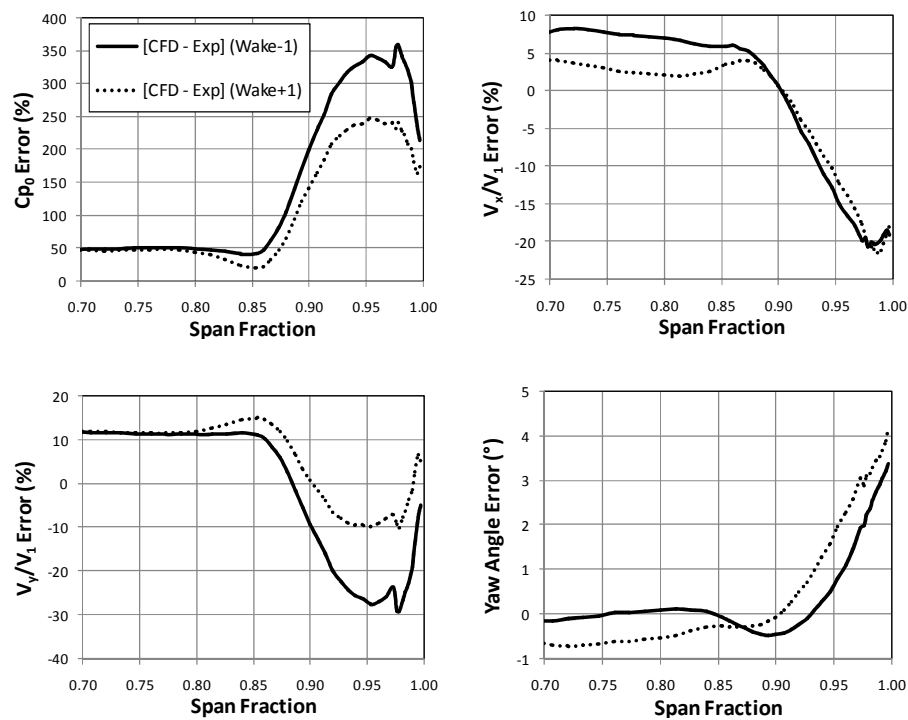 400
350
300
250
200
150
100
50
0
Cp₀ Error (%)
[CFD - Exp] (Wake-1)
[CFD - Exp] (Wake+1)
0.70 0.75 0.80 0.85 0.90 0.95 1.00
Span Fraction
10
5
0
-5
-10
-15
-20
-25
Vₓ/V₁ Error (%)
0.70 0.75 0.80 0.85 0.90 0.95 1.00
Span Fraction
20
10
0
-10
-20
-30
-40
Vᵧ/V₁ Error (%)
0.70 0.75 0.80 0.85 0.90 0.95 1.00
Span Fraction
5
4
3
2
1
0
-1
Yaw Angle Error (°)
0.70 0.75 0.80 0.85 0.90 0.95 1.00
Span Fraction